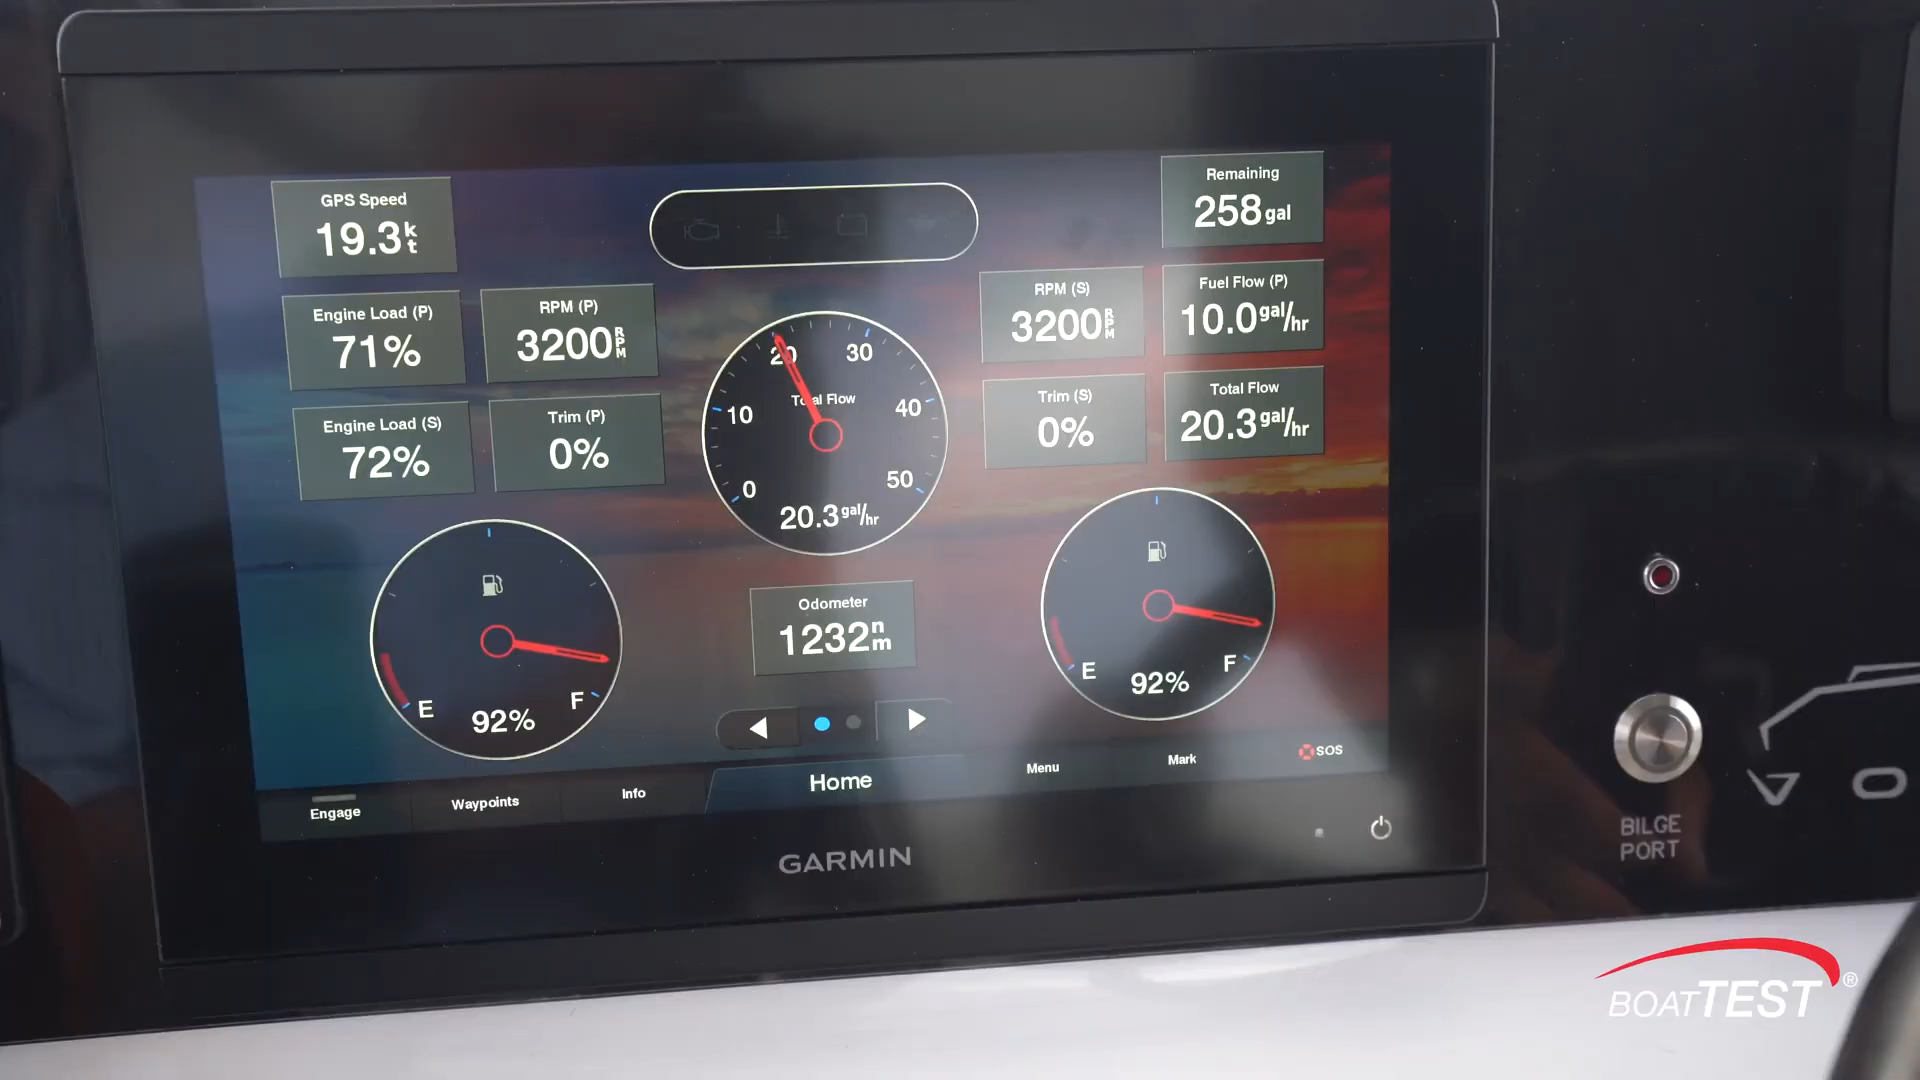 GPS Speed
19.3kt
Remaining
258gal
Engine Load (P)
71%
RPM (P)
3200RPM
RPM (S)
3200RPM
Fuel Flow (P)
10.0gal/hr
Engine Load (S)
72%
Trim (P)
0%
Trim (S)
0%
Total Flow
20.3gal/hr
20
30
Total Flow
10
40
0
50
20.3gal/hr
E
F
92%
Odometer
1232nm
E
F
92%
Engage
Waypoints
Info
Home
Menu
Mark
SOS
GARMIN
BILGE
PORT
BOATTEST®